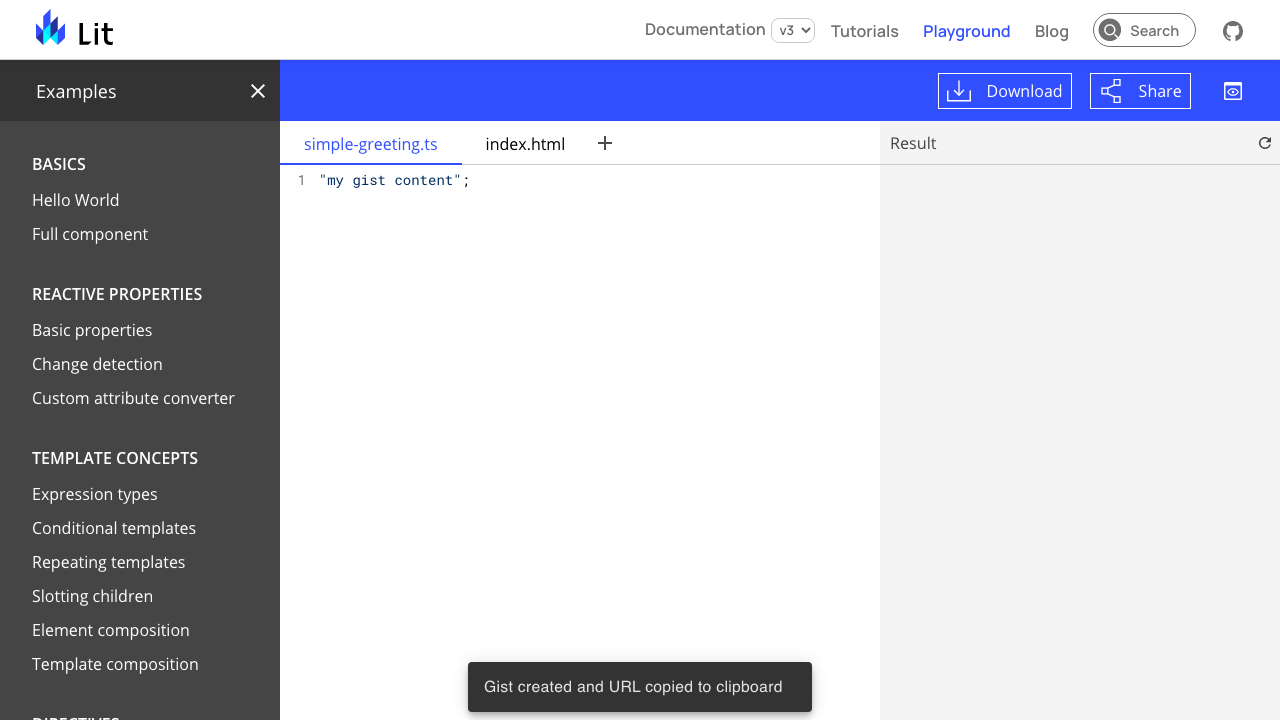 Lit
Documentation v3 Tutorials Playground Blog Search
Examples
Download Share
BASICS
Hello World
Full component
REACTIVE PROPERTIES
Basic properties
Change detection
Custom attribute converter
TEMPLATE CONCEPTS
Expression types
Conditional templates
Repeating templates
Slotting children
Element composition
Template composition
DIRECTIVES
simple-greeting.ts index.html
1 "my gist content";
Result
Gist created and URL copied to clipboard